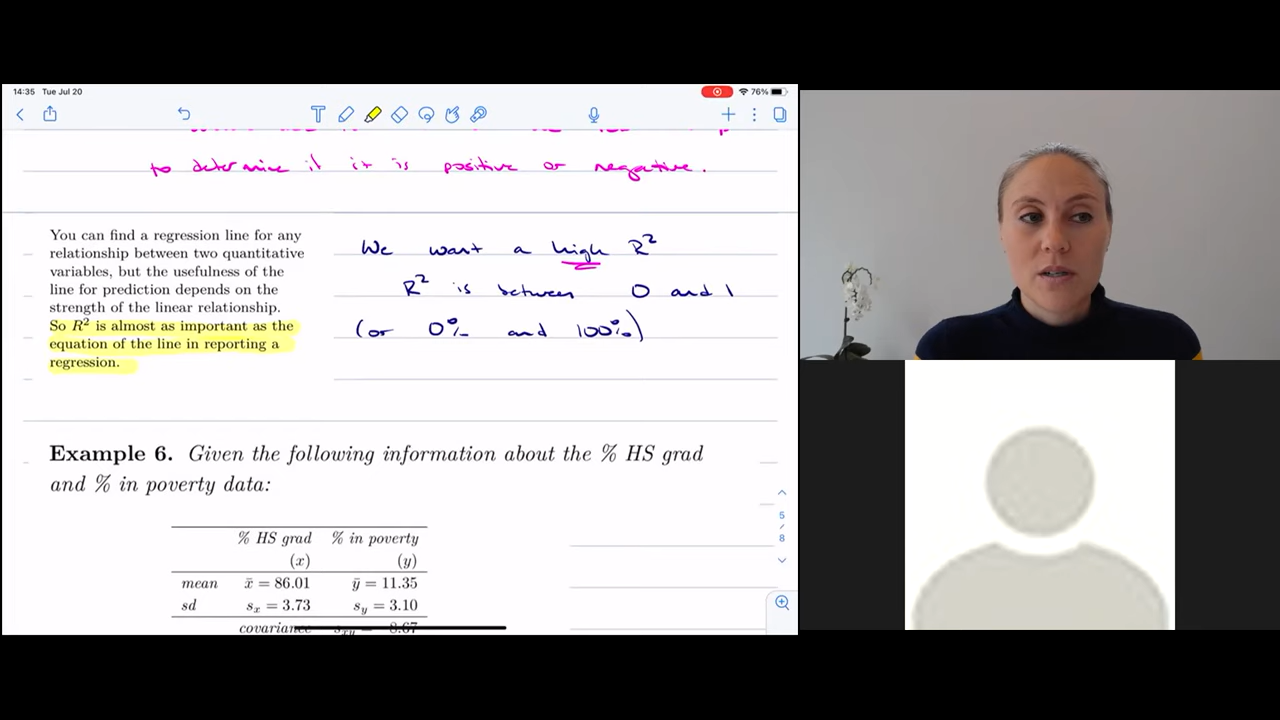 14:35 Tue Jul 20
76%
to determine if it is positive or negative.
You can find a regression line for any
relationship between two quantitative
variables, but the usefulness of the
line for prediction depends on the
strength of the linear relationship.
So R² is almost as important as the
equation of the line in reporting a
regression.
We want a high R²
R² is between 0 and 1
(or 0% and 100%)
Example 6. Given the following information about the % HS grad
and % in poverty data:
% HS grad % in poverty
(x) (y)
mean x̄ = 86.01 ȳ = 11.35
sd sₓ = 3.73 s_y = 3.10
covariance
5
/
8